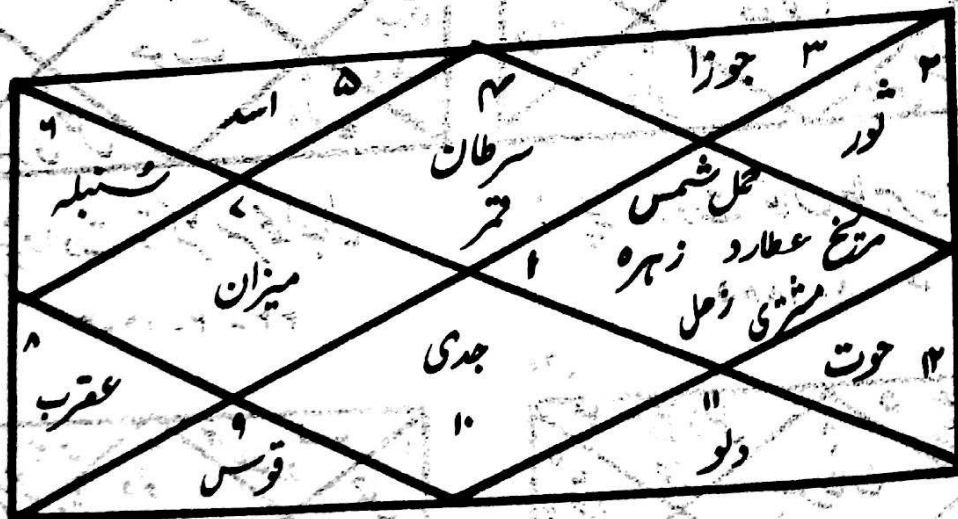 ۳ جوزا
۲
ثور
۴
سرطان
قمر
۵
اسد
۶
سنبلہ
۷
میزان
۱
حمل شمس
مریخ عطارد زہرہ
مشتری زحل
۸
عقرب
۹
قوس
جدی
۱۰
۱۱
دلو
۱۲ حوت